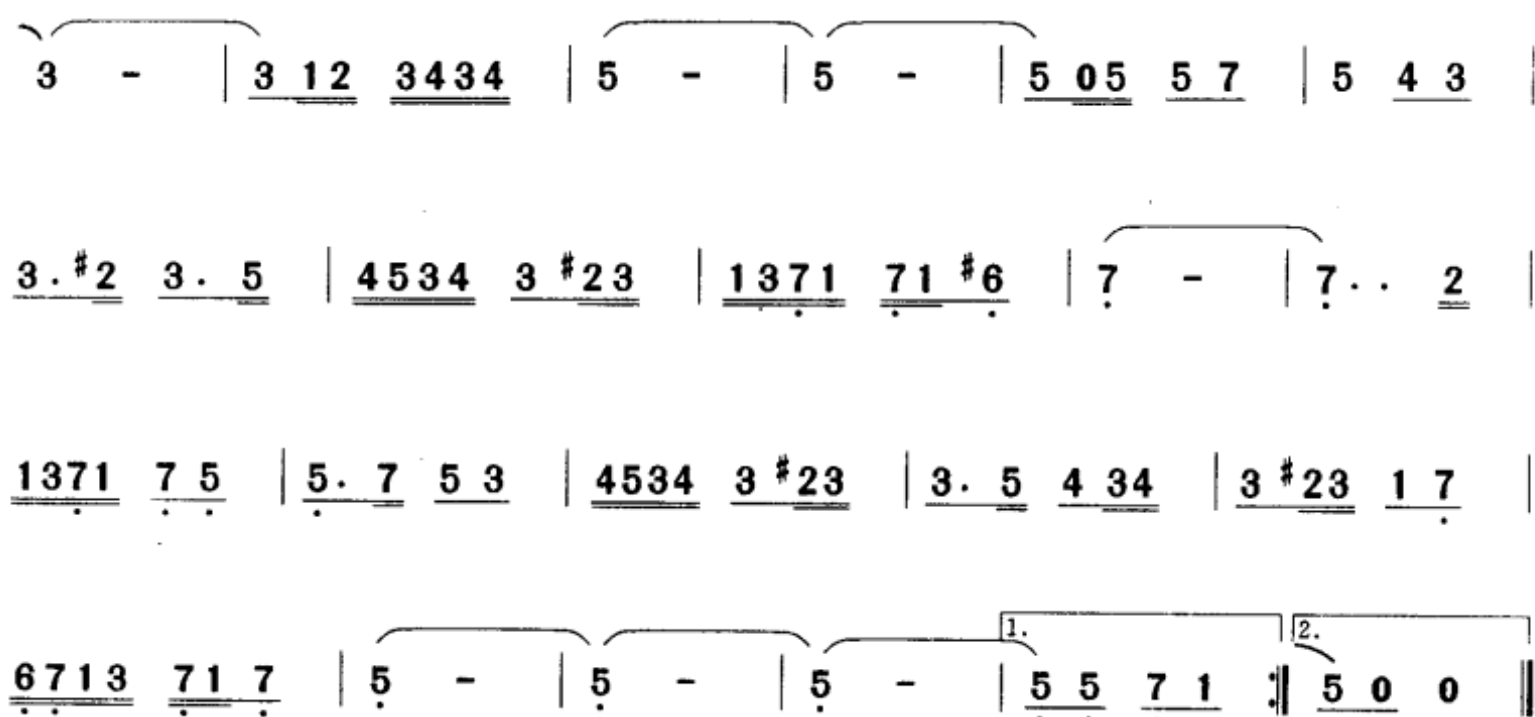 3 - | 3 12 3434 | 5 - | 5 - | 5 05 5 7 | 5 4 3 |
3. #2 3. 5 | 4534 3 #23 | 1371 71 #6 | 7 - | 7.. 2 |
1371 7 5 | 5. 7 5 3 | 4534 3 #23 | 3. 5 4 34 | 3 #23 1 7 |
1. 2.
6713 71 7 | 5 - | 5 - | 5 - | 5 5 7 1 :|| 5 0 0 ||